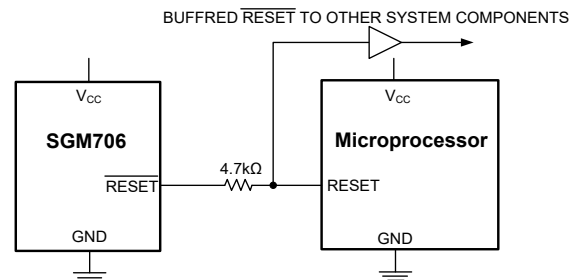 BUFFRED RESET TO OTHER SYSTEM COMPONENTS
VCC
SGM706
RESET
GND
4.7kΩ
VCC
Microprocessor
RESET
GND